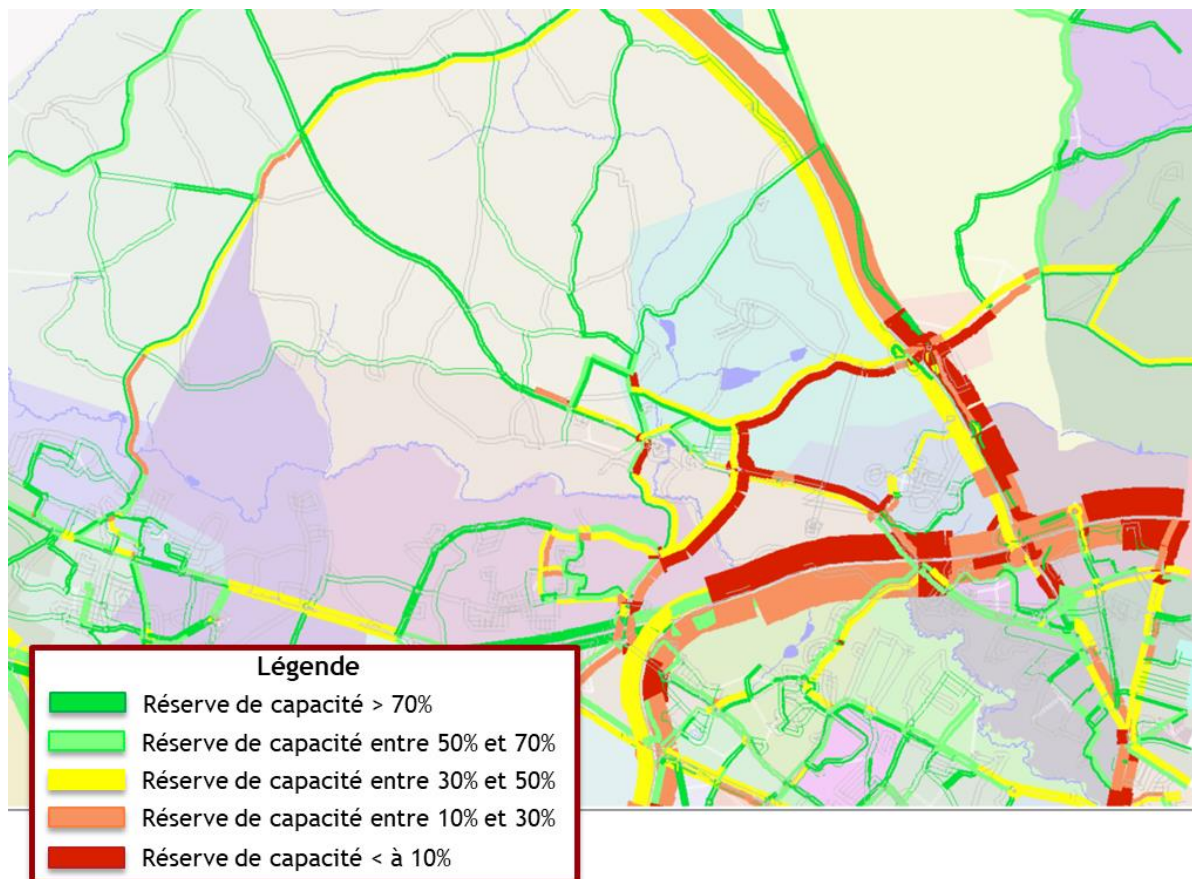 Légende
Réserve de capacité > 70%
Réserve de capacité entre 50% et 70%
Réserve de capacité entre 30% et 50%
Réserve de capacité entre 10% et 30%
Réserve de capacité < à 10%